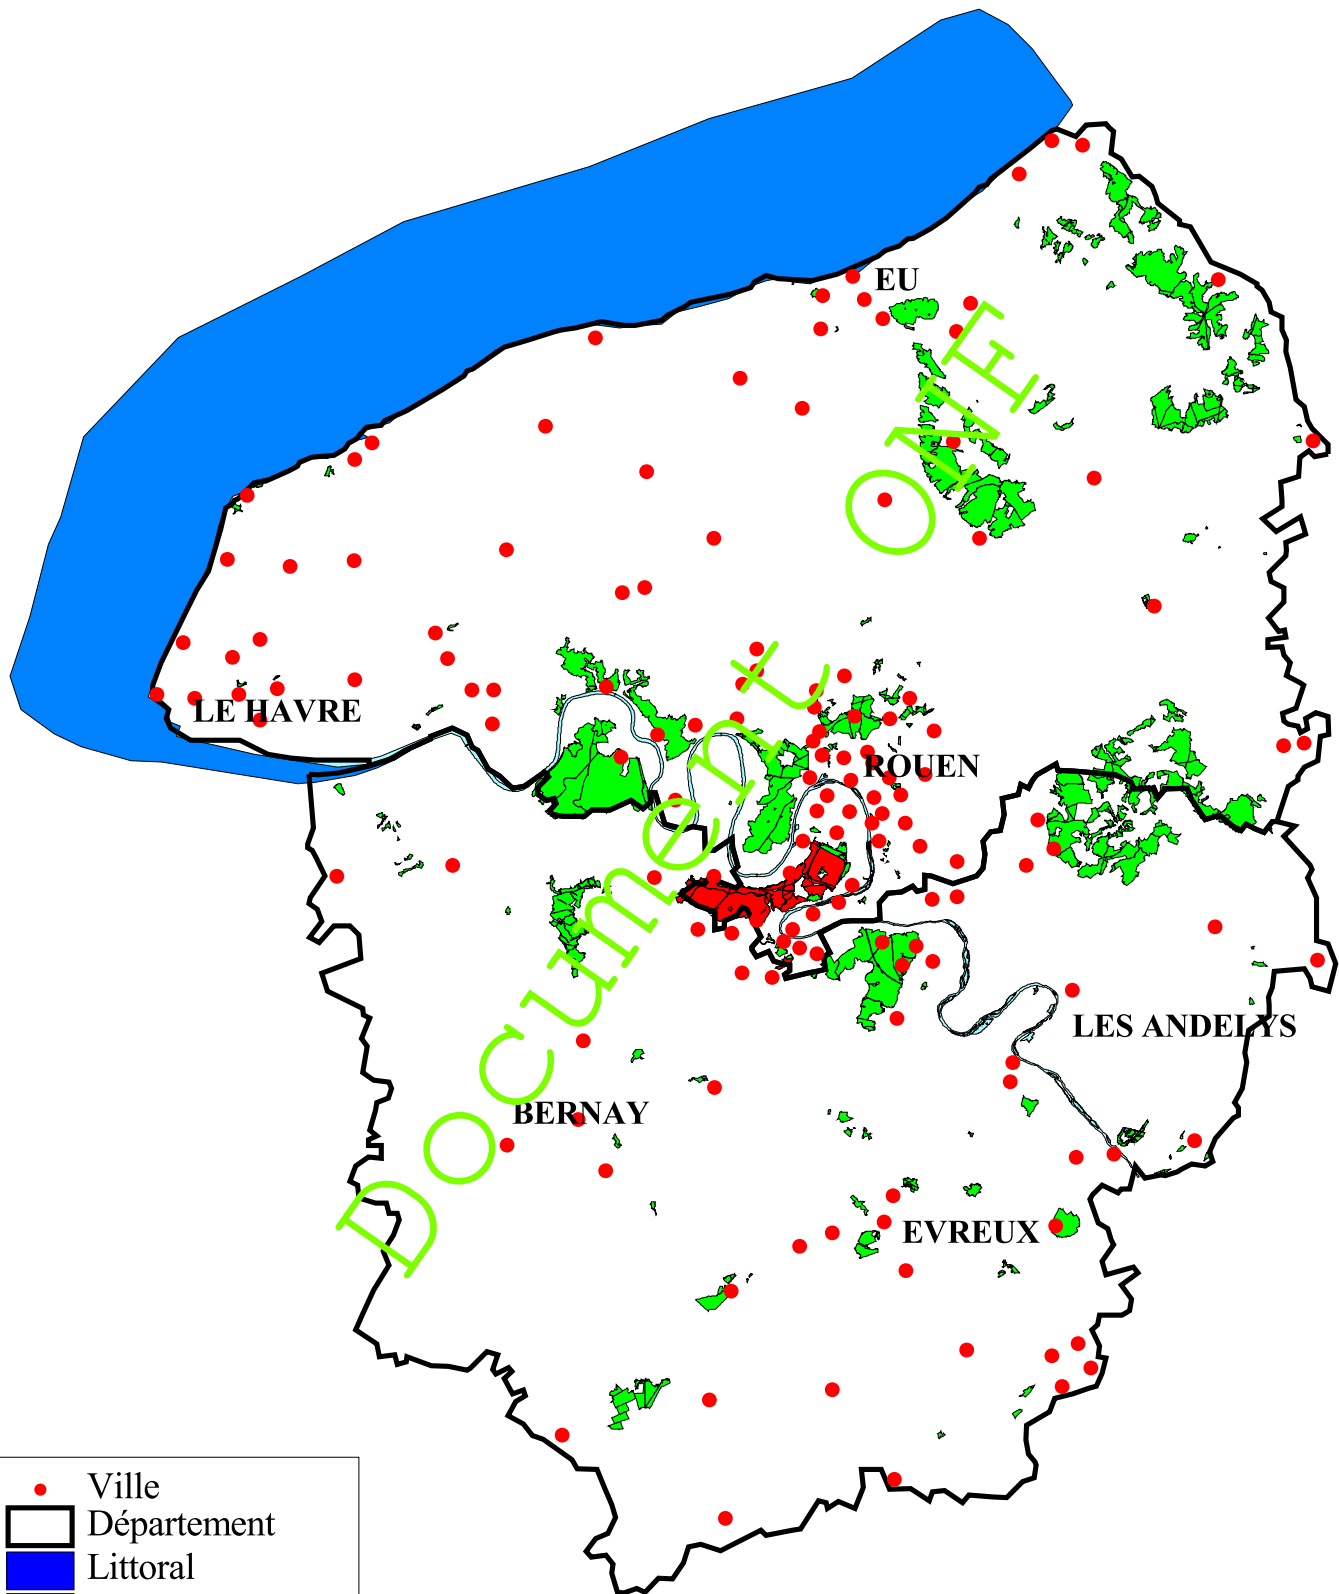 EU
LE HAVRE
ROUEN
LES ANDELYS
BERNAY
EVREUX
Document ONF
Ville
Département
Littoral